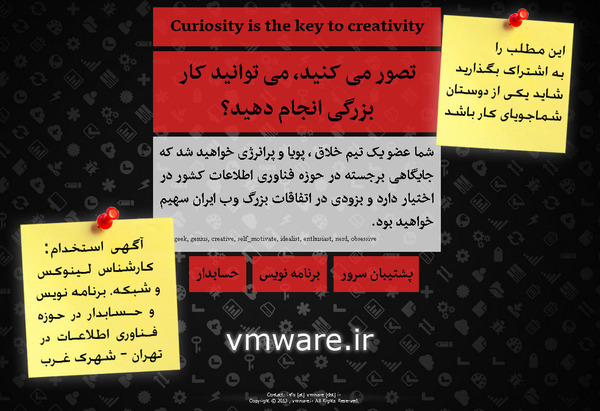 Curiosity is the key to creativity
تصور می کنید، می توانید کار
بزرگی انجام دهید؟
این مطلب را
به اشتراک بگذارید
شاید یکی از دوستان
شماجویای کار باشد
شما عضو یک تیم خلاق ، پویا و پرانرژی خواهید شد که
جایگاهی برجسته در حوزه فناوری اطلاعات کشور در
اختیار دارد و بزودی در اتفاقات بزرگ وب ایران سهیم
خواهید بود.
geek, genius, creative, self_motivate, idealist, enthusiast, nerd, obsessive
پشتیبان سرور
برنامه نویس
حسابدار
آگهی استخدام:
کارشناس لینوکس
و شبکه، برنامه نویس
و حسابدار در حوزه
فناوری اطلاعات در
تهران - شهرک غرب
vmware.ir
Contact: info [at] vmware [dot] ir
Copyright © 2013 , vmware.ir All Rights Reserved.